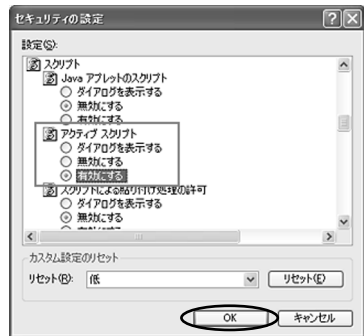 セキュリティの設定
設定(S):
スクリプト
Java アプレットのスクリプト
ダイアログを表示する
無効にする
有効にする
アクティブ スクリプト
ダイアログを表示する
無効にする
有効にする
スクリプトによる貼り付け処理の許可
ダイアログを表示する
無効にする
カスタム設定のリセット
リセット(R): 低 リセット(E)
OK キャンセル